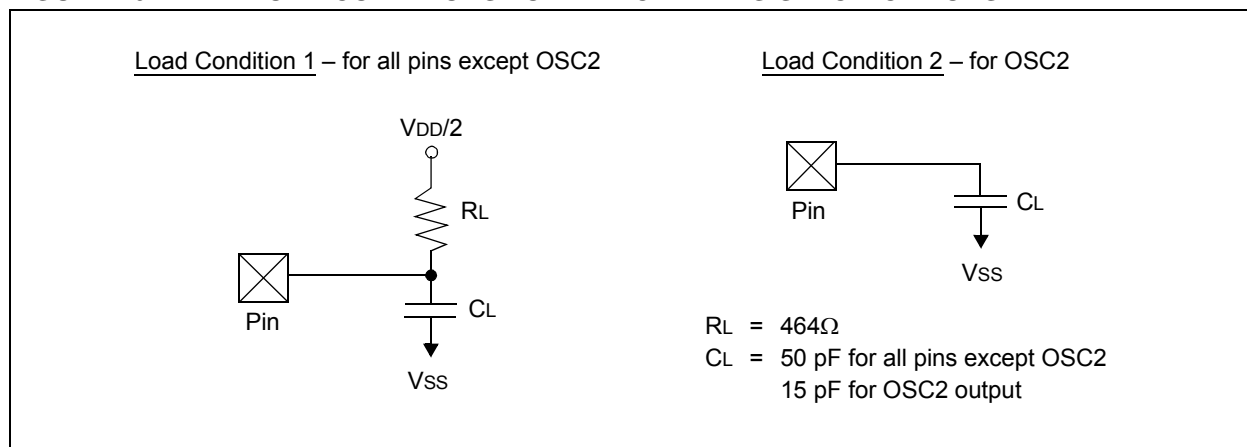 Load Condition 1 – for all pins except OSC2
VDD/2
RL
Pin
CL
VSS
Load Condition 2 – for OSC2
Pin
CL
VSS
RL = 464Ω
CL = 50 pF for all pins except OSC2
15 pF for OSC2 output